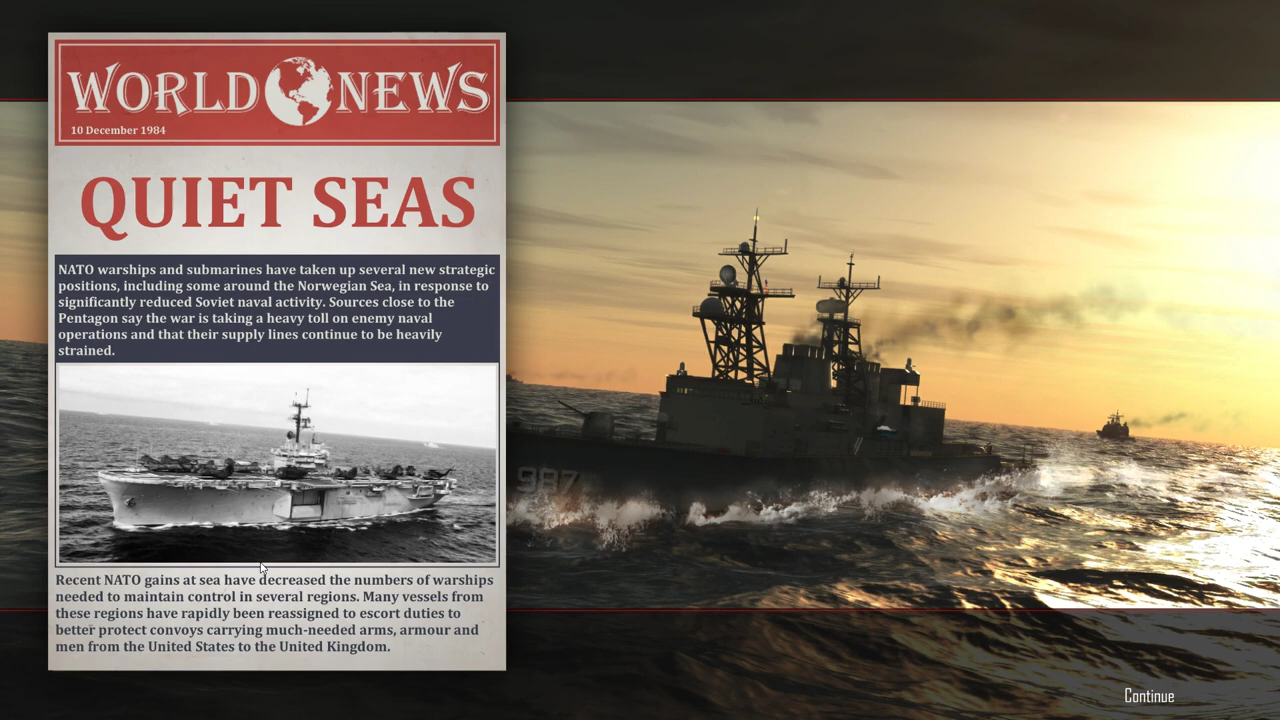 WORLD NEWS
10 December 1984
QUIET SEAS
NATO warships and submarines have taken up several new strategic
positions, including some around the Norwegian Sea, in response to
significantly reduced Soviet naval activity. Sources close to the
Pentagon say the war is taking a heavy toll on enemy naval
operations and that their supply lines continue to be heavily
strained.
987
Recent NATO gains at sea have decreased the numbers of warships
needed to maintain control in several regions. Many vessels from
these regions have rapidly been reassigned to escort duties to
better protect convoys carrying much-needed arms, armour and
men from the United States to the United Kingdom.
Continue